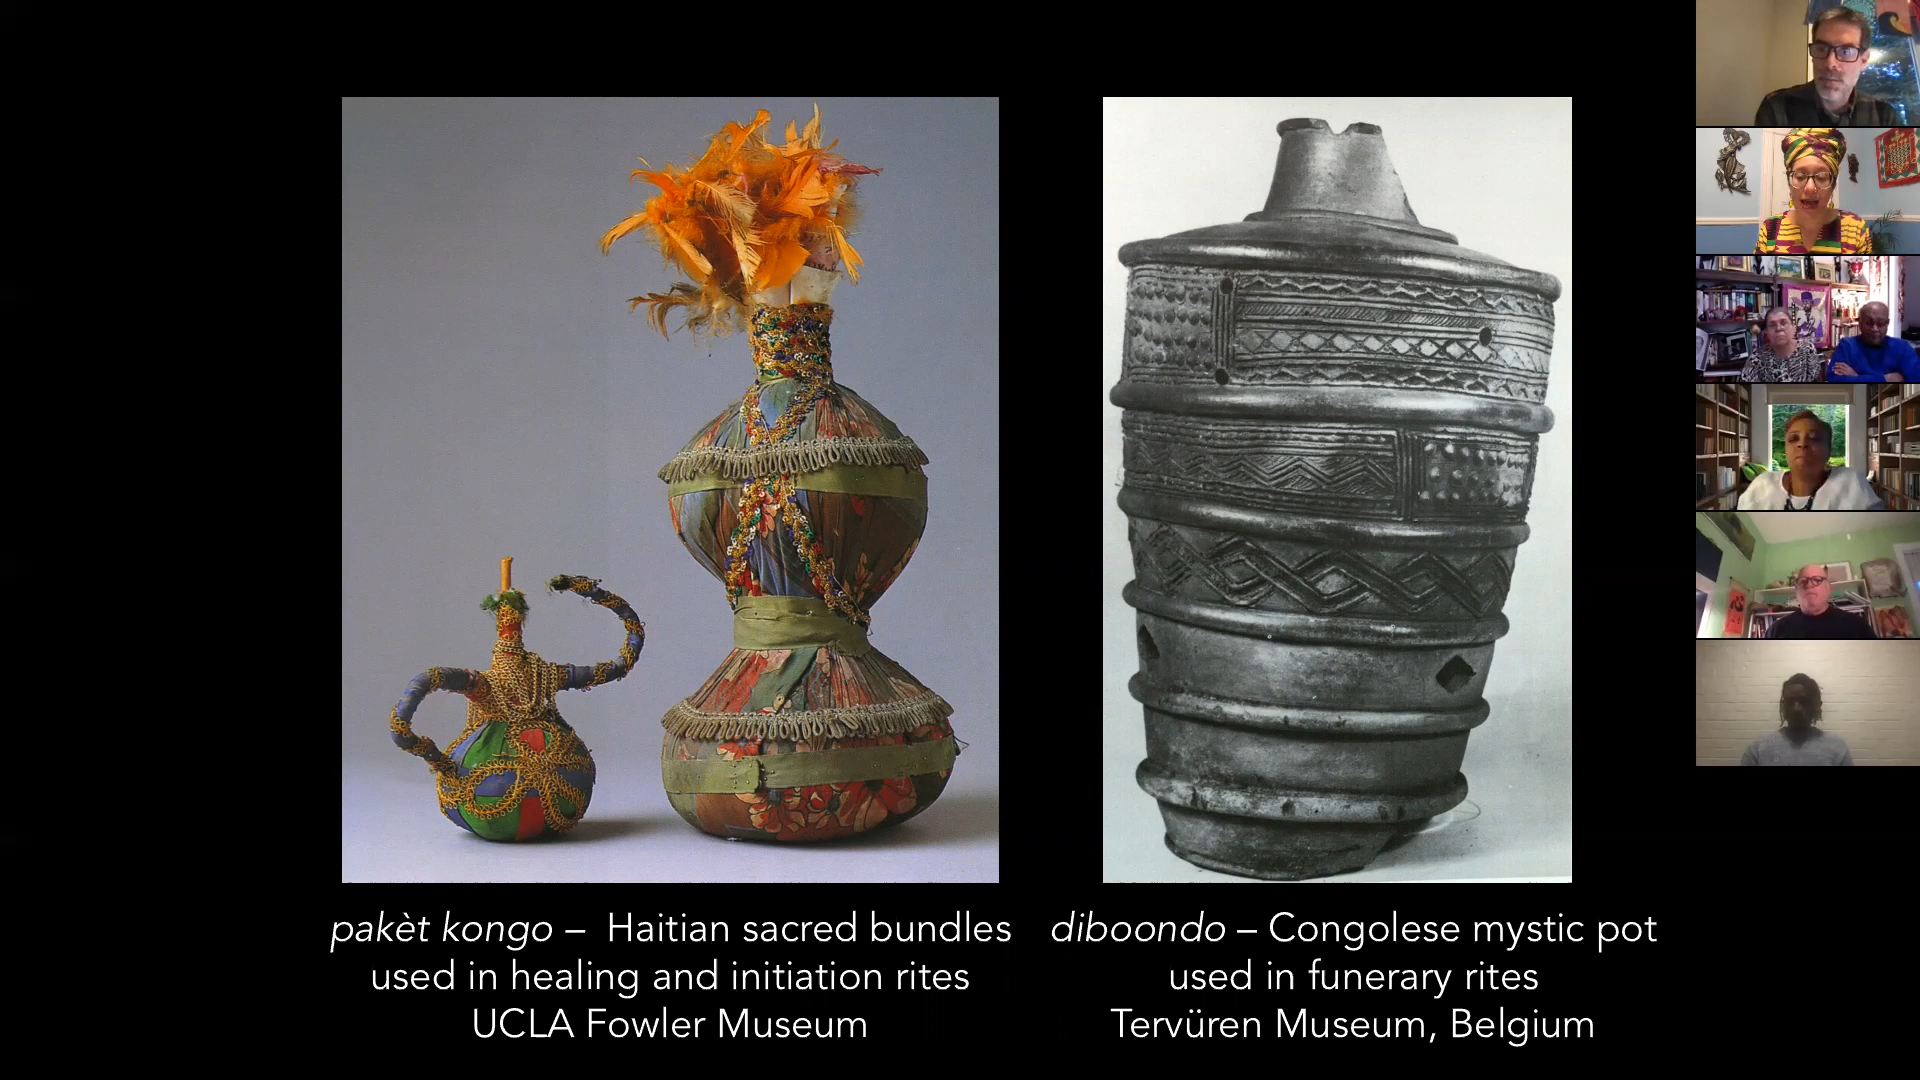 pakèt kongo – Haitian sacred bundles
used in healing and initiation rites
UCLA Fowler Museum
diboondo – Congolese mystic pot
used in funerary rites
Tervüren Museum, Belgium